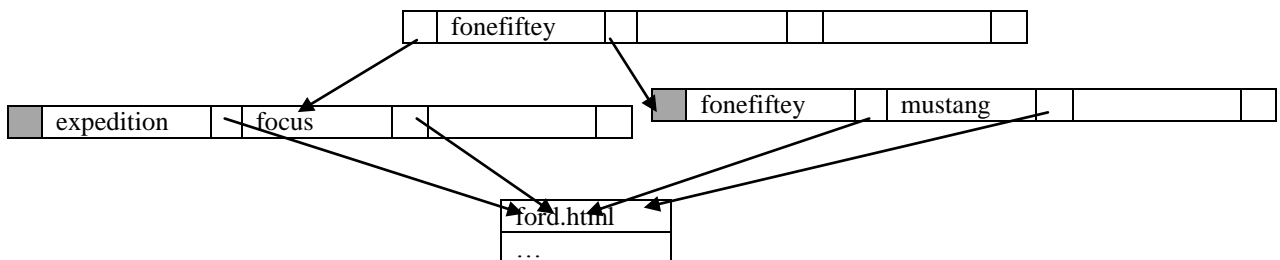 fonefiftey
expedition focus
fonefiftey mustang
ford.html
…